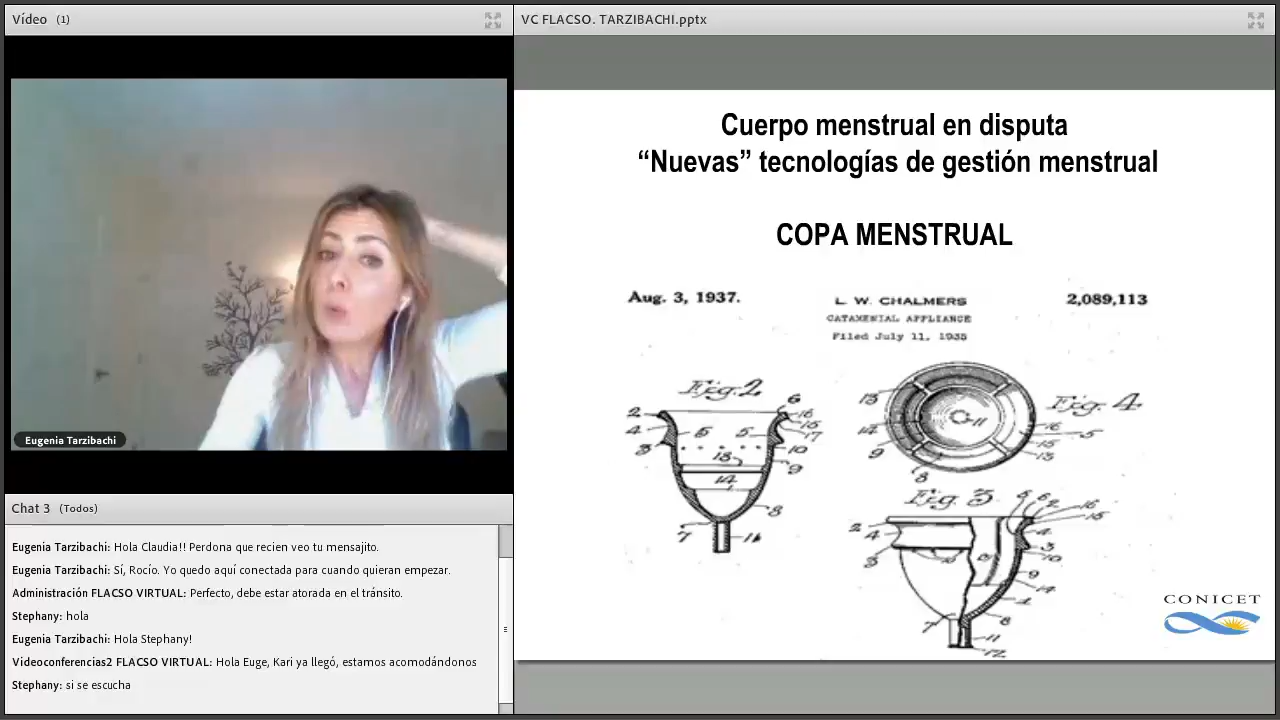 Vídeo (1)
Eugenia Tarzibachi
Chat 3 (Todos)
Eugenia Tarzibachi: Hola Claudia!! Perdona que recien veo tu mensajito.
Eugenia Tarzibachi: Sí, Rocío. Yo quedo aquí conectada para cuando quieran empezar.
Administración FLACSO VIRTUAL: Perfecto, debe estar atorada en el tránsito.
Stephany: hola
Eugenia Tarzibachi: Hola Stephany!
Videoconferencias2 FLACSO VIRTUAL: Hola Euge, Kari ya llegó, estamos acomodándonos
Stephany: si se escucha
VC FLACSO. TARZIBACHI.pptx
Cuerpo menstrual en disputa
“Nuevas” tecnologías de gestión menstrual
COPA MENSTRUAL
Aug. 3, 1937.
L. W. CHALMERS
2,089,113
CATAMENIAL APPLIANCE
Filed July 11, 1935
Fig. 2
Fig. 4
Fig. 3
CONICET